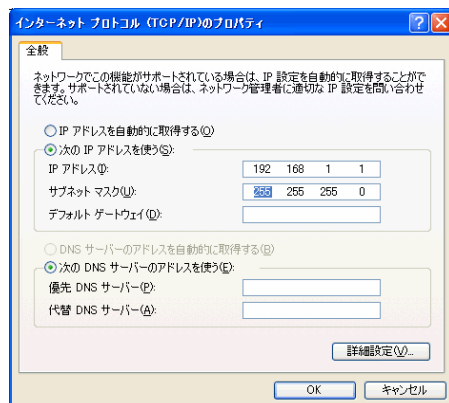 インターネット プロトコル (TCP/IP)のプロパティ
全般
ネットワークでこの機能がサポートされている場合は、IP 設定を自動的に取得することがで
きます。サポートされていない場合は、ネットワーク管理者に適切な IP 設定を問い合わせ
てください。
IP アドレスを自動的に取得する(O)
次の IP アドレスを使う(S):
IP アドレス(I): 192 168 1 1
サブネット マスク(U): 255 255 255 0
デフォルト ゲートウェイ(D):
DNS サーバーのアドレスを自動的に取得する(B)
次の DNS サーバーのアドレスを使う(E):
優先 DNS サーバー(P):
代替 DNS サーバー(A):
詳細設定(V)...
OK キャンセル